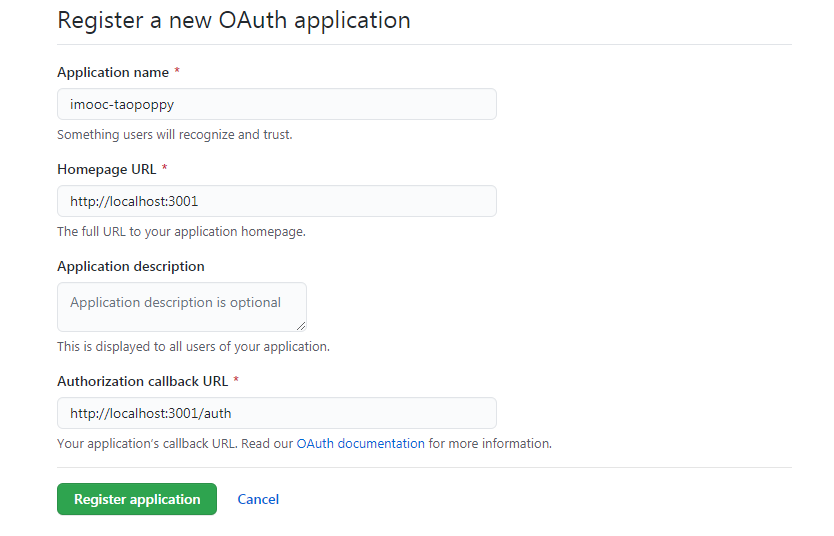 Register a new OAuth application
Application name *
imooc-taopoppy
Something users will recognize and trust.
Homepage URL *
http://localhost:3001
The full URL to your application homepage.
Application description
Application description is optional
This is displayed to all users of your application.
Authorization callback URL *
http://localhost:3001/auth
Your application's callback URL. Read our OAuth documentation for more information.
Register application Cancel